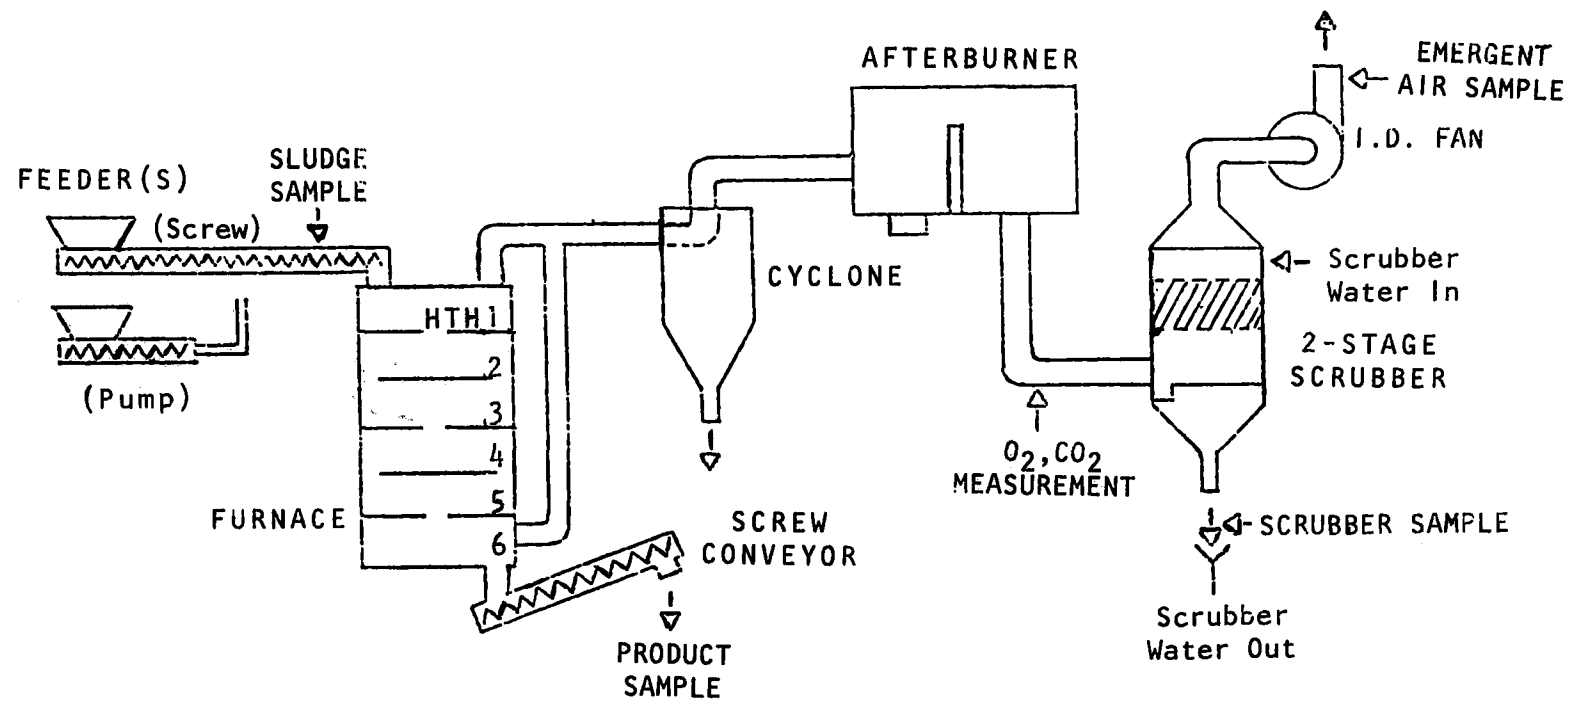 AFTERBURNER
EMERGENT
AIR SAMPLE
I.D. FAN
SLUDGE
SAMPLE
FEEDER(S)
(Screw)
(Pump)
HTH1
2
3
4
5
6
FURNACE
CYCLONE
SCREW
CONVEYOR
PRODUCT
SAMPLE
O2,CO2
MEASUREMENT
Scrubber
Water In
2-STAGE
SCRUBBER
SCRUBBER SAMPLE
Scrubber
Water Out